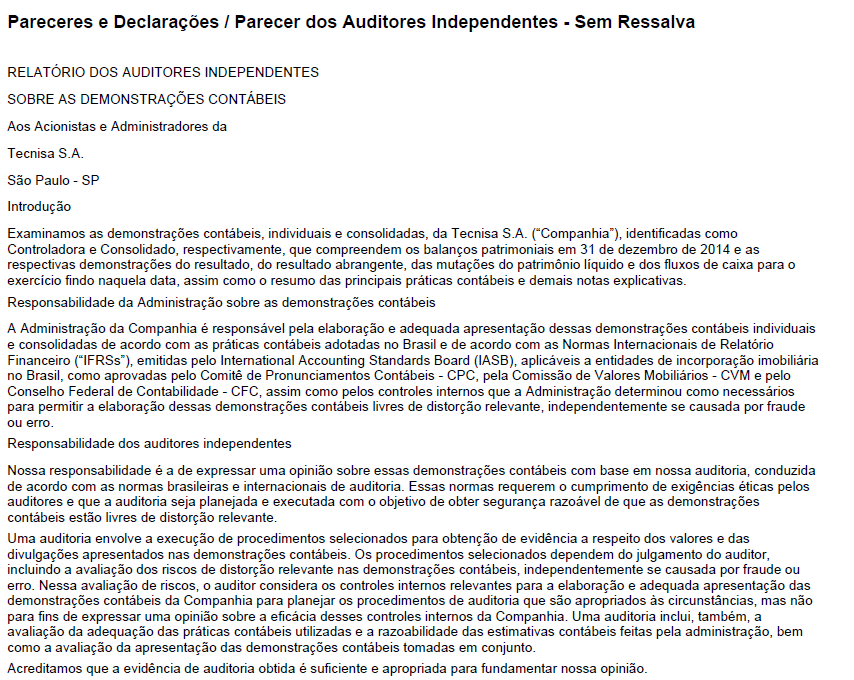 Pareceres e Declarações / Parecer dos Auditores Independentes - Sem Ressalva
RELATÓRIO DOS AUDITORES INDEPENDENTES
SOBRE AS DEMONSTRAÇÕES CONTÁBEIS
Aos Acionistas e Administradores da
Tecnisa S.A.
São Paulo - SP
Introdução
Examinamos as demonstrações contábeis, individuais e consolidadas, da Tecnisa S.A. (“Companhia”), identificadas como
Controladora e Consolidado, respectivamente, que compreendem os balanços patrimoniais em 31 de dezembro de 2014 e as
respectivas demonstrações do resultado, do resultado abrangente, das mutações do patrimônio líquido e dos fluxos de caixa para o
exercício findo naquela data, assim como o resumo das principais práticas contábeis e demais notas explicativas.
Responsabilidade da Administração sobre as demonstrações contábeis
A Administração da Companhia é responsável pela elaboração e adequada apresentação dessas demonstrações contábeis individuais
e consolidadas de acordo com as práticas contábeis adotadas no Brasil e de acordo com as Normas Internacionais de Relatório
Financeiro (“IFRSs”), emitidas pelo International Accounting Standards Board (IASB), aplicáveis a entidades de incorporação imobiliária
no Brasil, como aprovadas pelo Comitê de Pronunciamentos Contábeis - CPC, pela Comissão de Valores Mobiliários - CVM e pelo
Conselho Federal de Contabilidade - CFC, assim como pelos controles internos que a Administração determinou como necessários
para permitir a elaboração dessas demonstrações contábeis livres de distorção relevante, independentemente se causada por fraude
ou erro.
Responsabilidade dos auditores independentes
Nossa responsabilidade é a de expressar uma opinião sobre essas demonstrações contábeis com base em nossa auditoria, conduzida
de acordo com as normas brasileiras e internacionais de auditoria. Essas normas requerem o cumprimento de exigências éticas pelos
auditores e que a auditoria seja planejada e executada com o objetivo de obter segurança razoável de que as demonstrações
contábeis estão livres de distorção relevante.
Uma auditoria envolve a execução de procedimentos selecionados para obtenção de evidência a respeito dos valores e das
divulgações apresentados nas demonstrações contábeis. Os procedimentos selecionados dependem do julgamento do auditor,
incluindo a avaliação dos riscos de distorção relevante nas demonstrações contábeis, independentemente se causada por fraude ou
erro. Nessa avaliação de riscos, o auditor considera os controles internos relevantes para a elaboração e adequada apresentação das
demonstrações contábeis da Companhia para planejar os procedimentos de auditoria que são apropriados às circunstâncias, mas não
para fins de expressar uma opinião sobre a eficácia desses controles internos da Companhia. Uma auditoria inclui, também, a
avaliação da adequação das práticas contábeis utilizadas e a razoabilidade das estimativas contábeis feitas pela administração, bem
como a avaliação da apresentação das demonstrações contábeis tomadas em conjunto.
Acreditamos que a evidência de auditoria obtida é suficiente e apropriada para fundamentar nossa opinião.